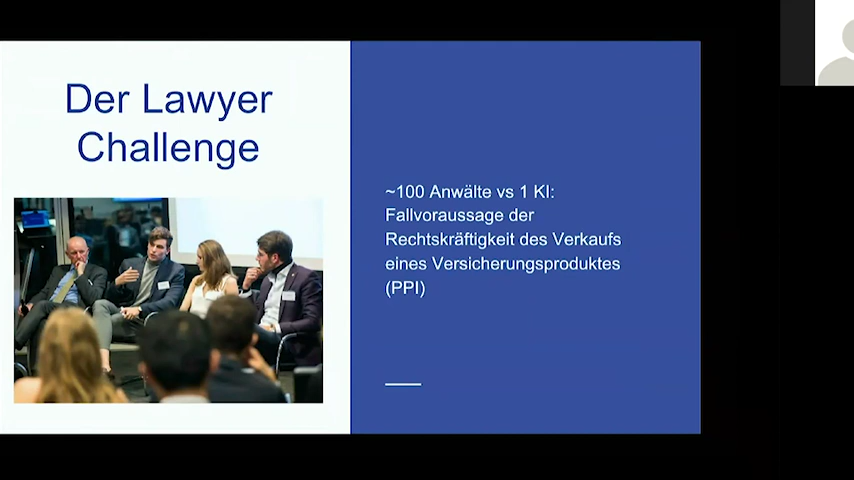 Der Lawyer
Challenge
~100 Anwälte vs 1 KI:
Fallvoraussage der
Rechtskräftigkeit des Verkaufs
eines Versicherungsproduktes
(PPI)